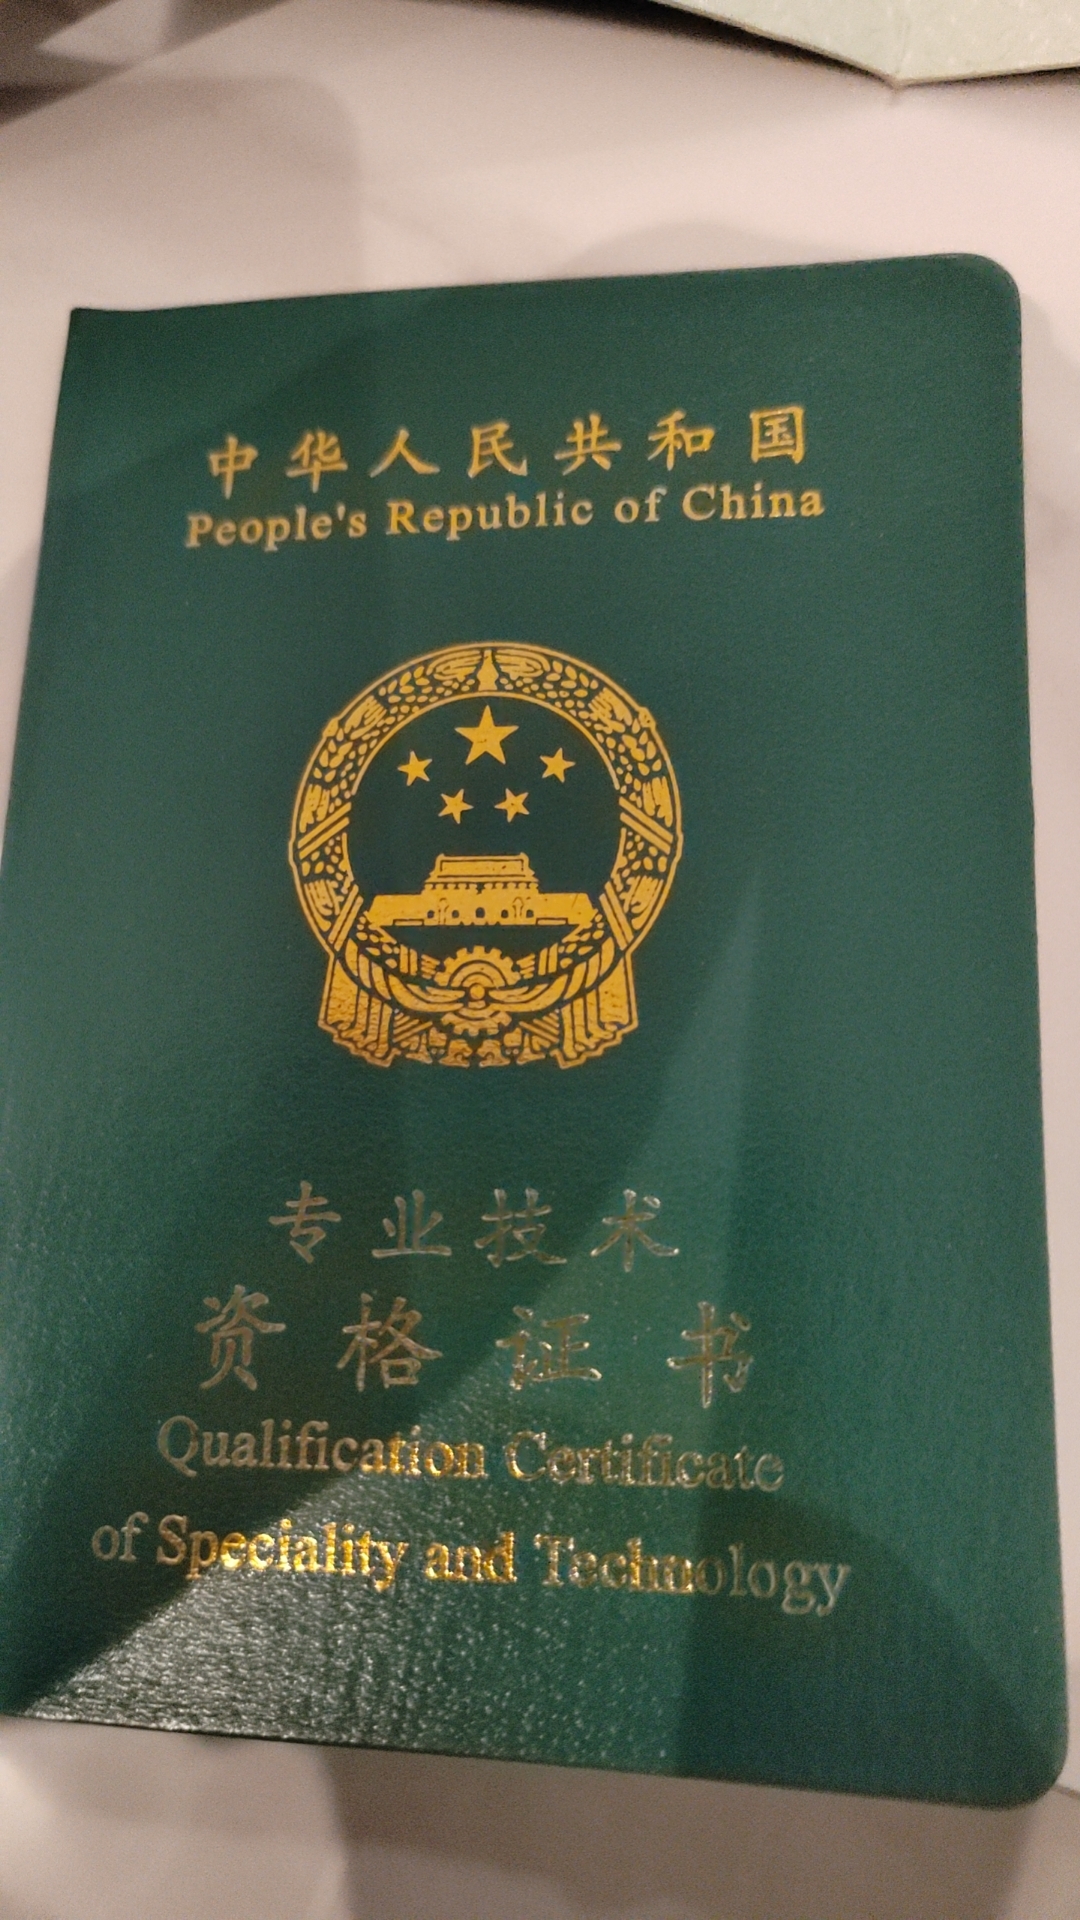 中华人民共和国
People's Republic of China
专业技术
资格证书
Qualification Certificate
of Speciality and Technology